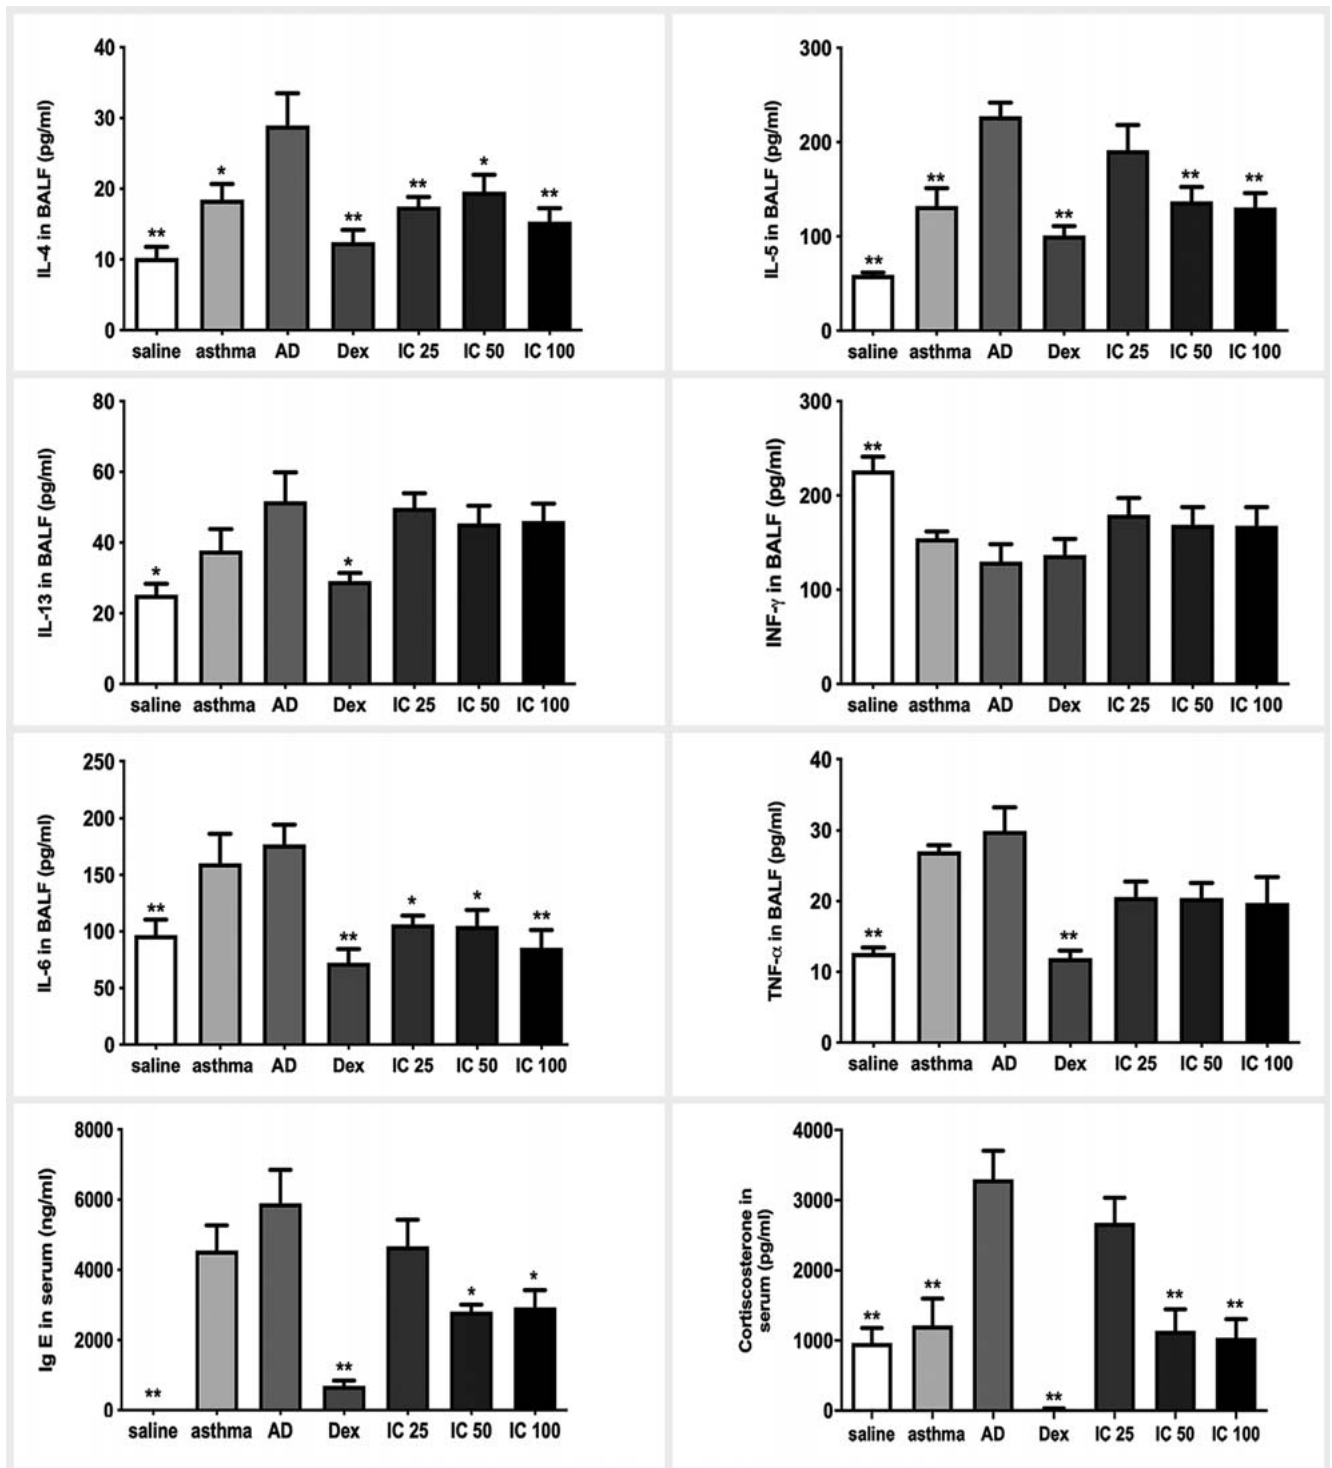 40
30
20
10
0
IL-4 in BALF (pg/ml)
** * ** ** * **
saline asthma AD Dex IC 25 IC 50 IC 100
300
200
100
0
IL-5 in BALF (pg/ml)
** ** ** ** **
saline asthma AD Dex IC 25 IC 50 IC 100
80
60
40
20
0
IL-13 in BALF (pg/ml)
* *
saline asthma AD Dex IC 25 IC 50 IC 100
300
200
100
0
INF-γ in BALF (pg/ml)
**
saline asthma AD Dex IC 25 IC 50 IC 100
250
200
150
100
50
0
IL-6 in BALF (pg/ml)
** ** * * **
saline asthma AD Dex IC 25 IC 50 IC 100
40
30
20
10
0
TNF-α in BALF (pg/ml)
** **
saline asthma AD Dex IC 25 IC 50 IC 100
8000
6000
4000
2000
0
Ig E in serum (ng/ml)
** ** * *
saline asthma AD Dex IC 25 IC 50 IC 100
4000
3000
2000
1000
0
Cortiscosterone in
serum (pg/ml)
** ** ** ** **
saline asthma AD Dex IC 25 IC 50 IC 100